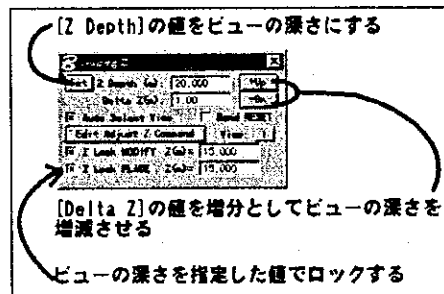 [Z Depth]の値をビューの深さにする
Set Z Depth (m): 20.000 +Up
Delta Z(m): 1.00 -Dn
Auto Select View Send RESET
Edit Adjust Z Command View 1
Z Lock MODIFY Z(m)= 15.000
Z Lock PLACE Z(m)= 15.000
[Delta Z]の値を増分としてビューの深さを
増減させる
ビューの深さを指定した値でロックする